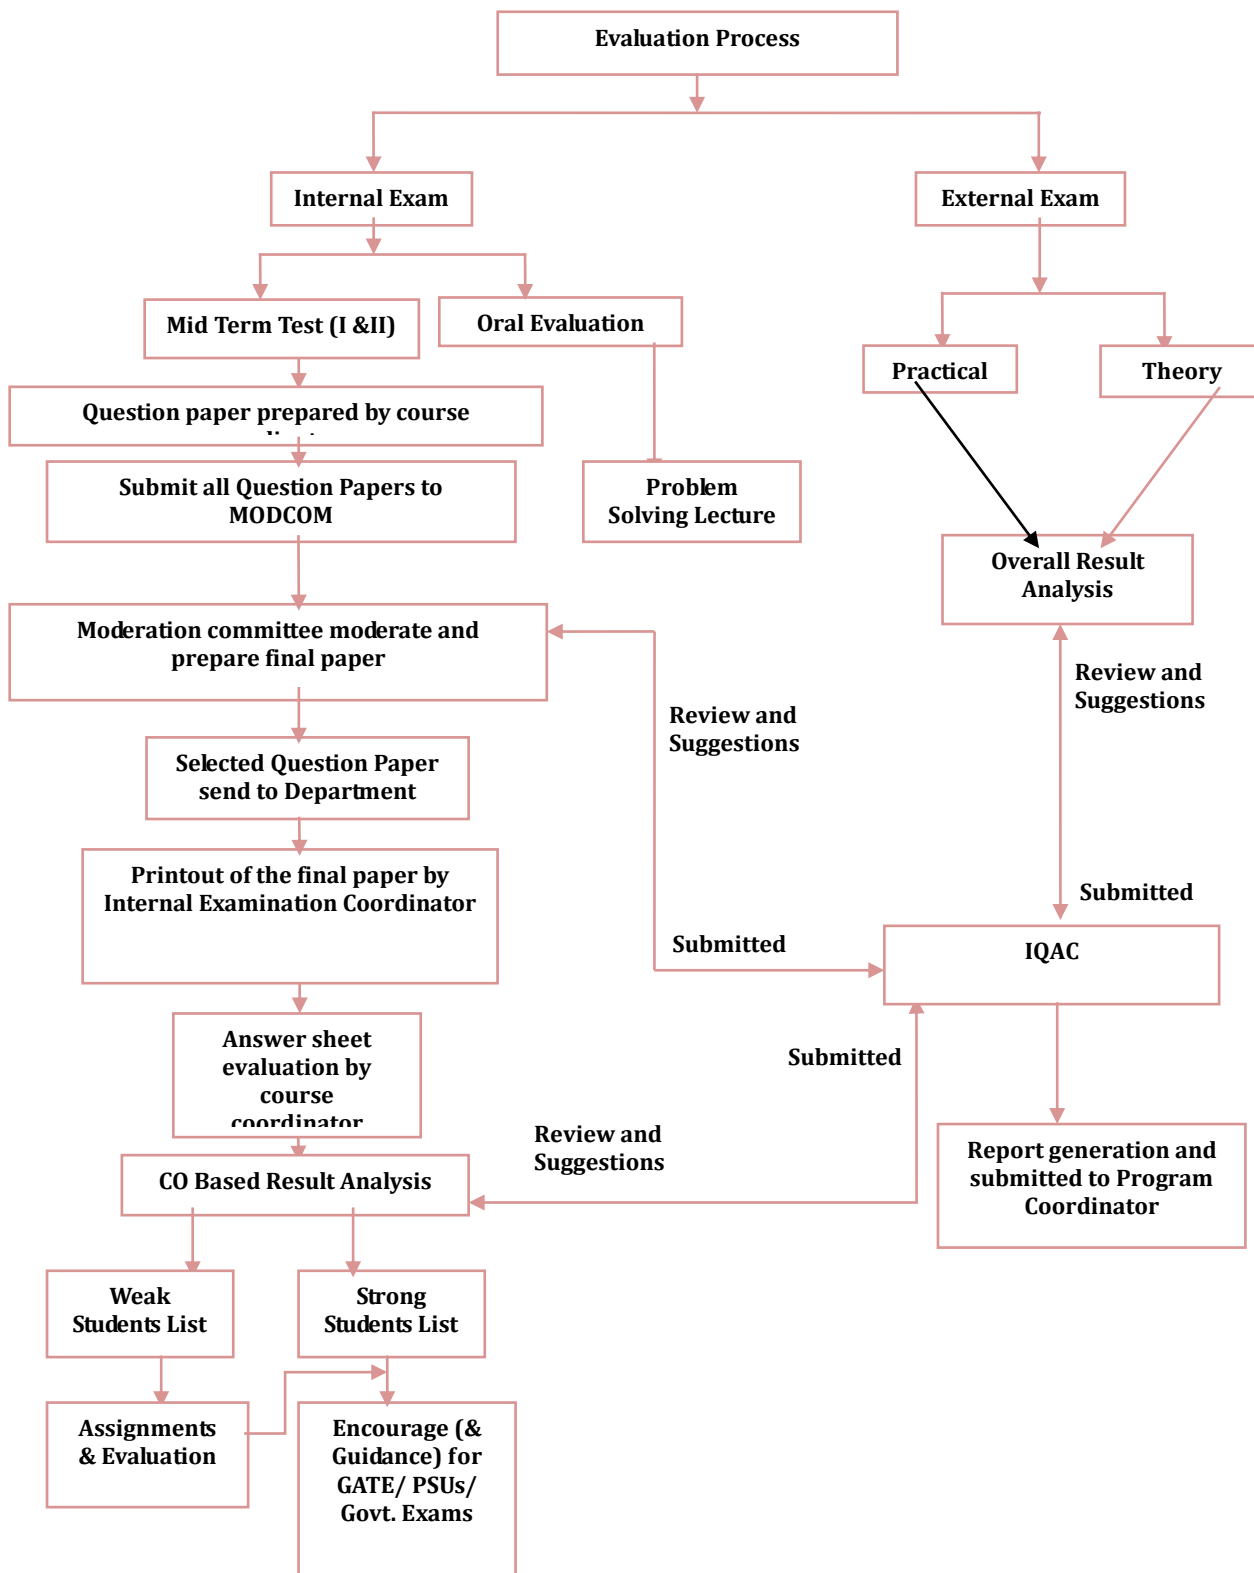 Evaluation Process
Internal Exam
External Exam
Mid Term Test (I &II)
Oral Evaluation
Practical
Theory
Question paper prepared by course
Submit all Question Papers to
MODCOM
Problem
Solving Lecture
Overall Result
Analysis
Moderation committee moderate and
prepare final paper
Review and
Suggestions
Review and
Suggestions
Selected Question Paper
send to Department
Printout of the final paper by
Internal Examination Coordinator
Submitted
Submitted
IQAC
Answer sheet
evaluation by
course
coordinator
Submitted
Review and
Suggestions
CO Based Result Analysis
Report generation and
submitted to Program
Coordinator
Weak
Students List
Strong
Students List
Assignments
& Evaluation
Encourage (&
Guidance) for
GATE/ PSUs/
Govt. Exams